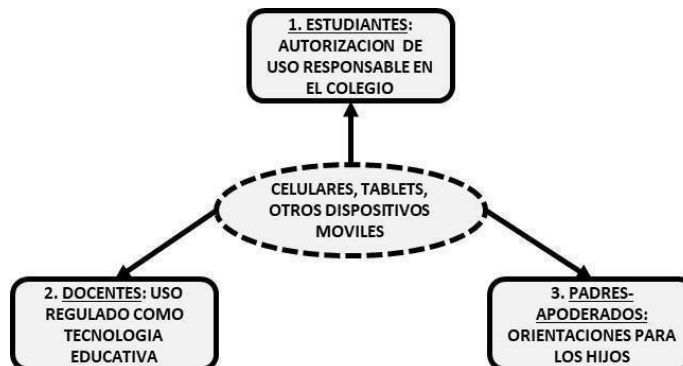 1. ESTUDIANTES:
AUTORIZACION DE
USO RESPONSABLE EN
EL COLEGIO
CELULARES, TABLETS,
OTROS DISPOSITIVOS
MOVILES
2. DOCENTES: USO
REGULADO COMO
TECNOLOGIA
EDUCATIVA
3. PADRES-
APODERADOS:
ORIENTACIONES PARA
LOS HIJOS